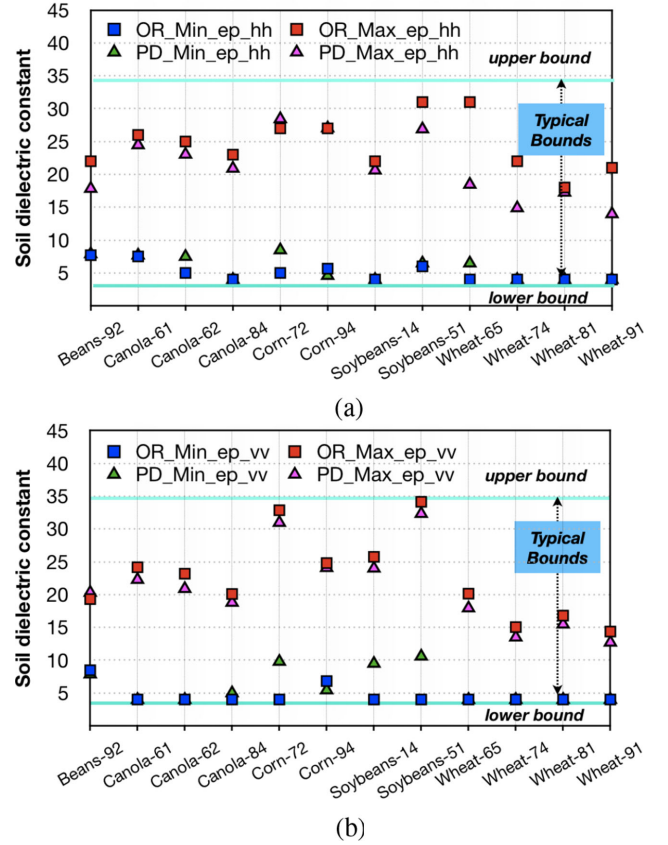 45
40
35
30
25
20
15
10
5
Soil dielectric constant
OR_Min_ep_hh OR_Max_ep_hh
PD_Min_ep_hh PD_Max_ep_hh
upper bound
Typical
Bounds
lower bound
Beans-92
Canola-61
Canola-62
Canola-84
Corn-72
Corn-94
Soybeans-14
Soybeans-51
Wheat-65
Wheat-74
Wheat-81
Wheat-91
(a)
45
40
35
30
25
20
15
10
5
Soil dielectric constant
OR_Min_ep_vv OR_Max_ep_vv
PD_Min_ep_vv PD_Max_ep_vv
upper bound
Typical
Bounds
lower bound
Beans-92
Canola-61
Canola-62
Canola-84
Corn-72
Corn-94
Soybeans-14
Soybeans-51
Wheat-65
Wheat-74
Wheat-81
Wheat-91
(b)